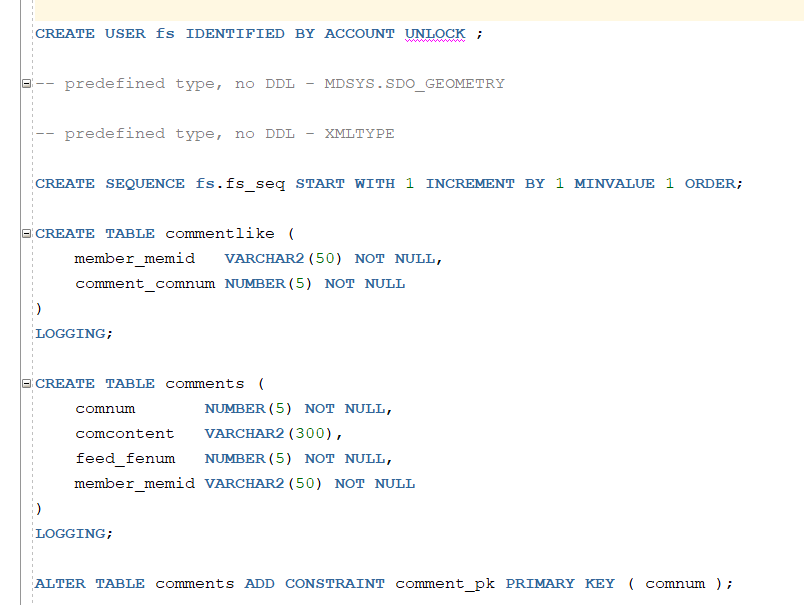 CREATE USER fs IDENTIFIED BY ACCOUNT UNLOCK ;
-- predefined type, no DDL - MDSYS.SDO_GEOMETRY
-- predefined type, no DDL - XMLTYPE
CREATE SEQUENCE fs.fs_seq START WITH 1 INCREMENT BY 1 MINVALUE 1 ORDER;
CREATE TABLE commentlike (
    member_memid   VARCHAR2(50) NOT NULL,
    comment_comnum NUMBER(5) NOT NULL
)
LOGGING;
CREATE TABLE comments (
    comnum       NUMBER(5) NOT NULL,
    comcontent   VARCHAR2(300),
    feed_fenum   NUMBER(5) NOT NULL,
    member_memid VARCHAR2(50) NOT NULL
)
LOGGING;
ALTER TABLE comments ADD CONSTRAINT comment_pk PRIMARY KEY ( comnum );